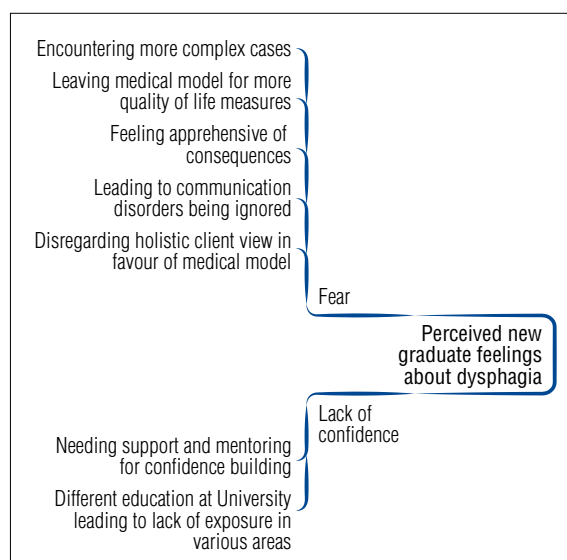 Encountering more complex cases
Leaving medical model for more
quality of life measures
Feeling apprehensive of
consequences
Leading to communication
disorders being ignored
Disregarding holistic client view in
favour of medical model
Fear
Perceived new
graduate feelings
about dysphagia
Lack of
confidence
Needing support and mentoring
for confidence building
Different education at University
leading to lack of exposure in
various areas